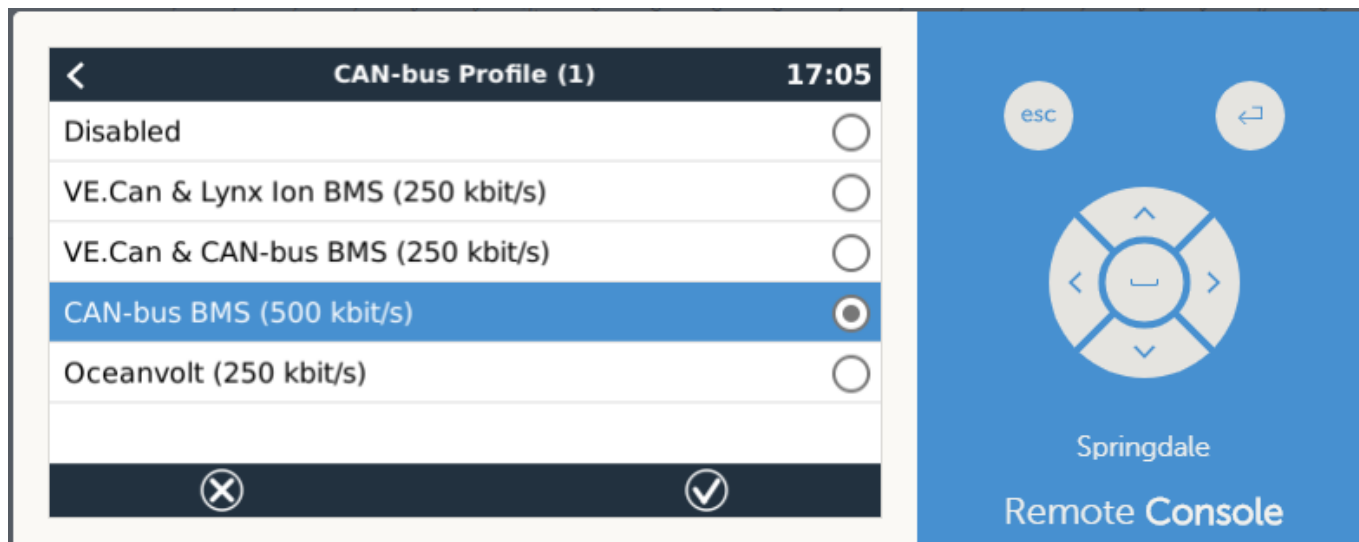 CAN-bus Profile (1) 17:05
Disabled
VE.Can & Lynx Ion BMS (250 kbit/s)
VE.Can & CAN-bus BMS (250 kbit/s)
CAN-bus BMS (500 kbit/s)
Oceanvolt (250 kbit/s)
esc
Springdale
Remote Console